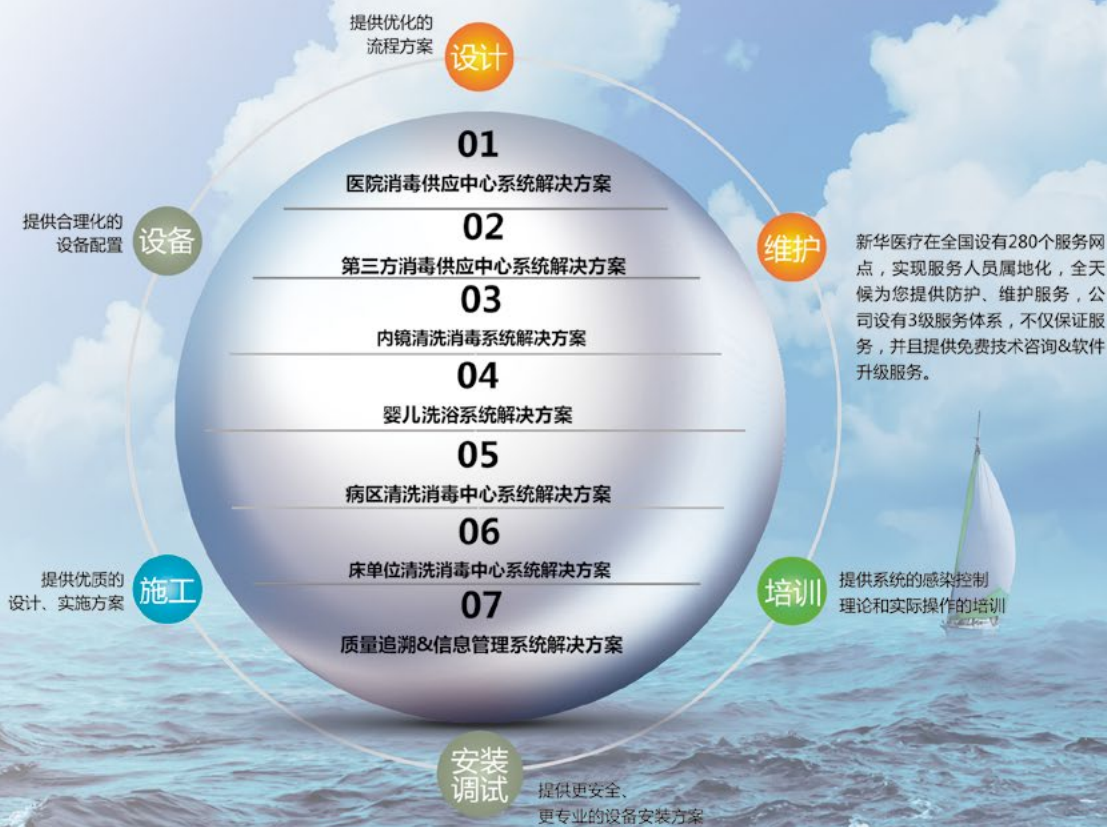 提供优化的
流程方案
设计
01
医院消毒供应中心系统解决方案
02
第三方消毒供应中心系统解决方案
03
内镜清洗消毒系统解决方案
04
婴儿洗浴系统解决方案
05
病区清洗消毒中心系统解决方案
06
床单位清洗消毒中心系统解决方案
07
质量追溯&信息管理系统解决方案
提供合理化的
设备配置
设备
维护
新华医疗在全国设有280个服务网
点，实现服务人员属地化，全天
候为您提供防护、维护服务，公
司设有3级服务体系，不仅保证服
务，并且提供免费技术咨询&软件
升级服务。
提供优质的
设计、实施方案
施工
培训
提供系统的感染控制
理论和实际操作的培训
安装
调试
提供更安全、
更专业的设备安装方案